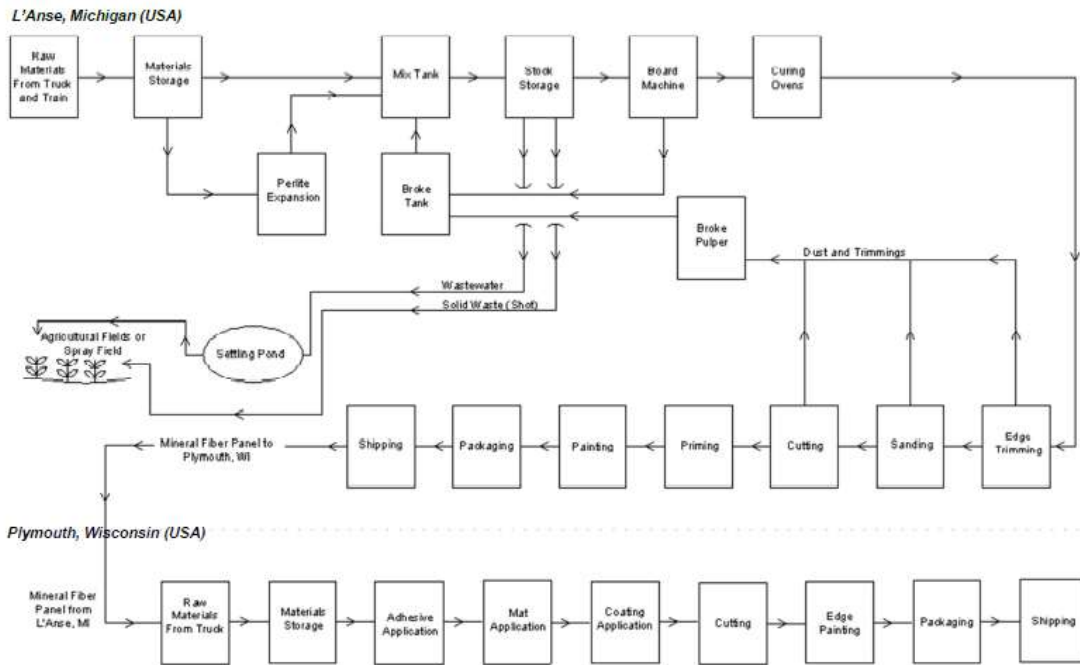 L'Anse, Michigan (USA)
Raw
Materials
From Truck
and Train
Materials
Storage
Mix Tank
Stock
Storage
Board
Machine
Curing
Ovens
Perlite
Expansion
Broke
Tank
Broke
Pulper
Dust and Trimmings
Wastewater
Solid Waste (Shot)
Agricultural Fields or
Spray Field
Settling Pond
Mineral Fiber Panel to
Plymouth, WI
Shipping
Packaging
Painting
Priming
Cutting
Sanding
Edge
Trimming
Plymouth, Wisconsin (USA)
Mineral Fiber
Panel from
L'Anse, MI
Raw
Materials
From Truck
Materials
Storage
Adhesive
Application
Mat
Application
Coating
Application
Cutting
Edge
Painting
Packaging
Shipping